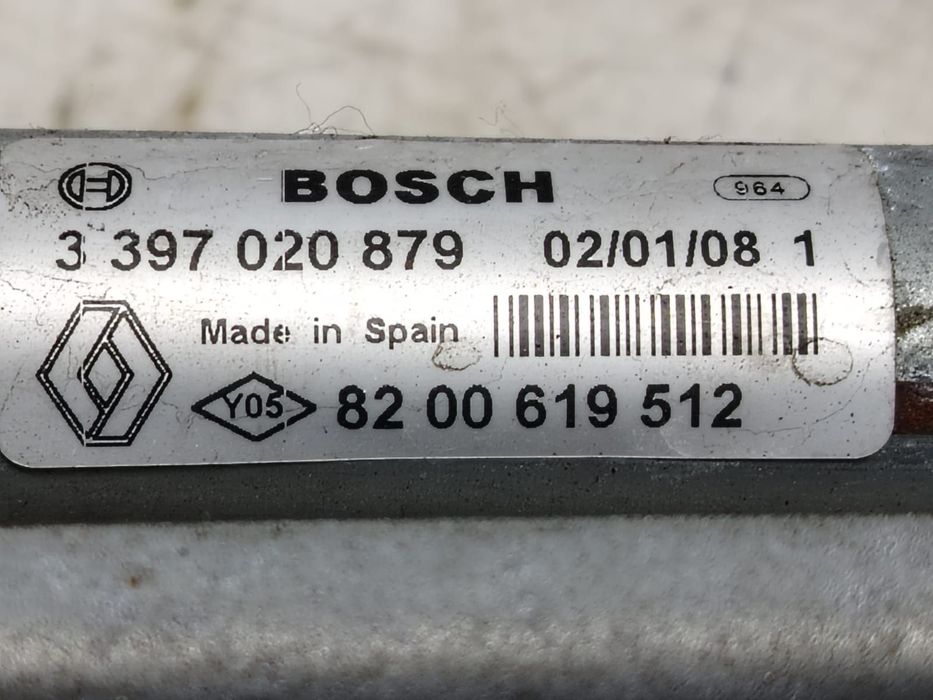 BOSCH 964
3 397 020 879 02/01/08 1
Made in Spain
Y05 82 00 619 512